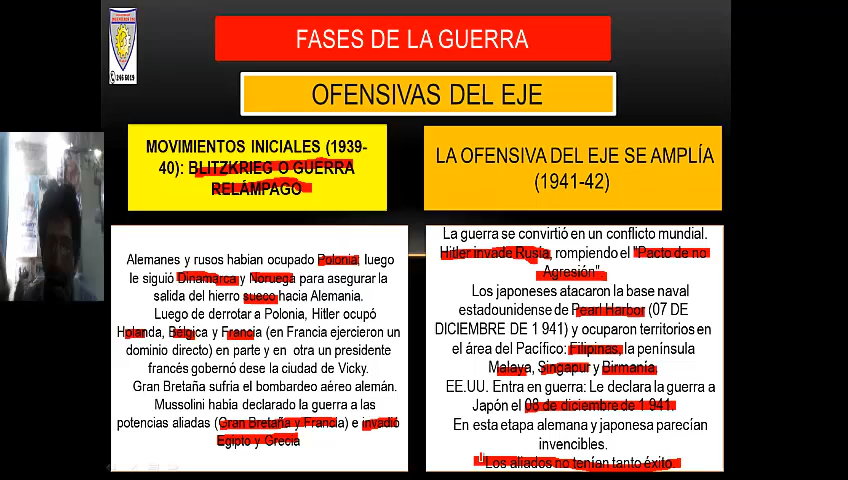 FASES DE LA GUERRA
OFENSIVAS DEL EJE
MOVIMIENTOS INICIALES (1939-
40): BLITZKRIEG O GUERRA
RELÁMPAGO
Alemanes y rusos habian ocupado Polonia, luego
le siguió Dinamarca y Noruega para asegurar la
salida del hierro sueco hacia Alemania.
Luego de derrotar a Polonia, Hitler ocupó
Holanda, Bélgica y Francia (en Francia ejercieron un
dominio directo) en parte y en otra un presidente
francés gobernó dese la ciudad de Vicky.
Gran Bretaña sufria el bombardeo aéreo alemán.
Mussolini había declarado la guerra a las
potencias aliadas (Gran Bretaña y Francia) e invadió
Egipto y Grecia
LA OFENSIVA DEL EJE SE AMPLÍA
(1941-42)
La guerra se convirtió en un conflicto mundial.
Hitler invade Rusia, rompiendo el "Pacto de no
Agresión".
Los japoneses atacaron la base naval
estadounidense de Pearl Harbor (07 DE
DICIEMBRE DE 1 941) y ocuparon territorios en
el área del Pacífico: Filipinas, la península
Malaya, Singapur y Birmanía.
EE.UU. Entra en guerra: Le declara la guerra a
Japón el 08 de diciembre de 1 941.
En esta etapa alemana y japonesa parecían
invencibles.
Los aliados no tenían tanto éxito.